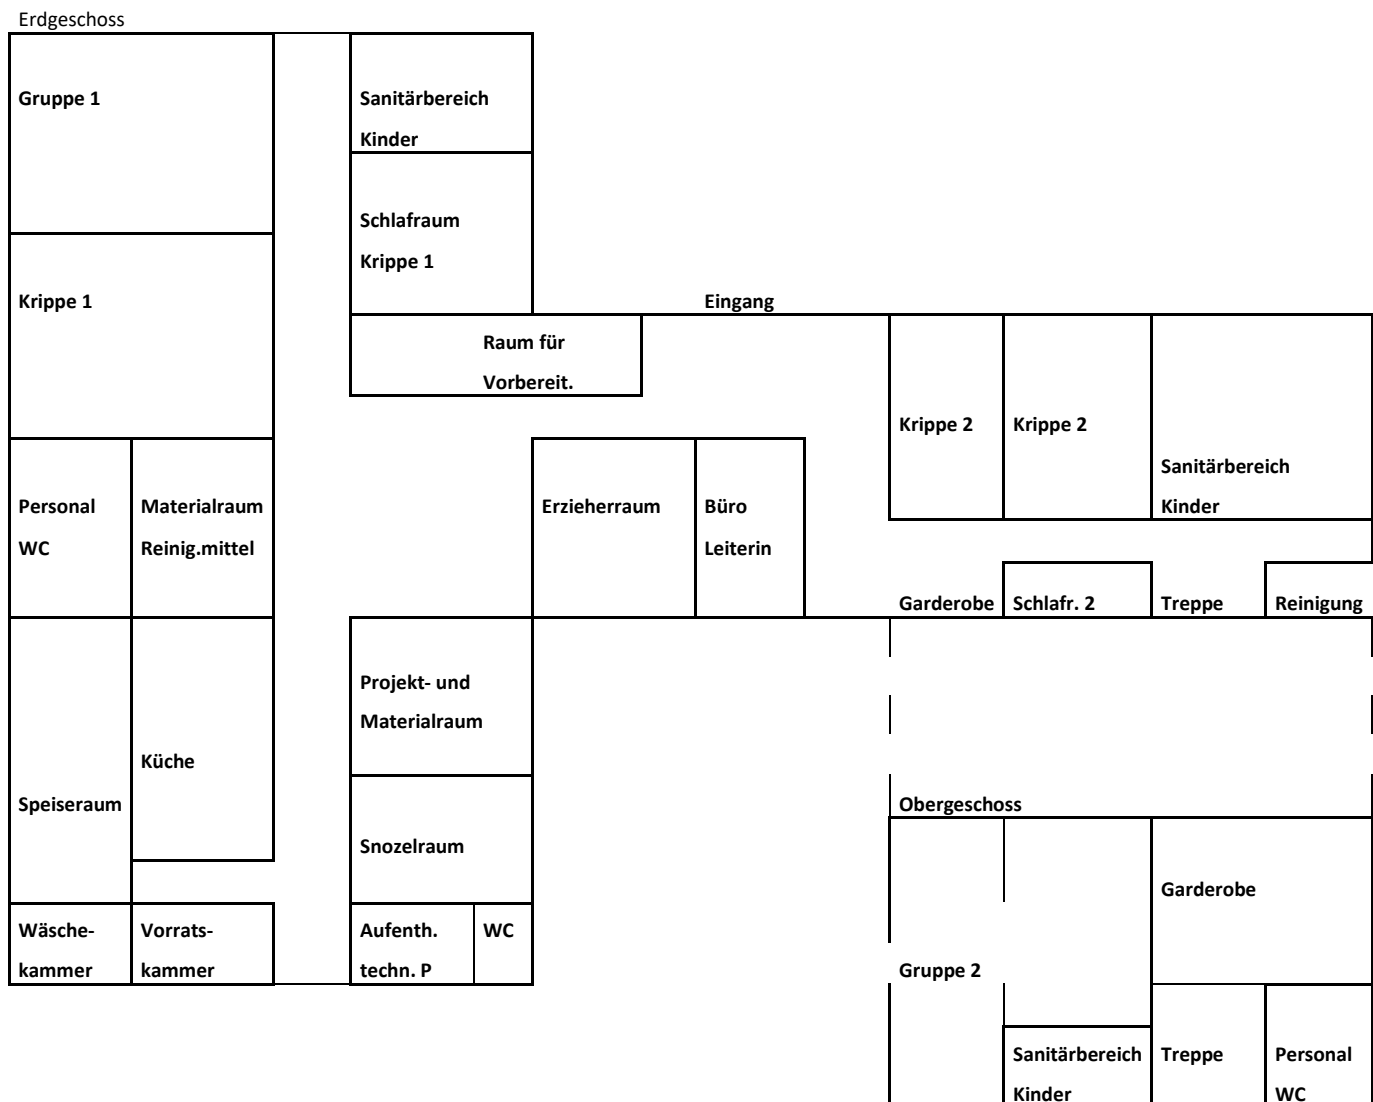 Erdgeschoss
Gruppe 1
Sanitärbereich
Kinder
Schlafraum
Krippe 1
Krippe 1
Eingang
Raum für
Vorbereit.
Krippe 2
Krippe 2
Sanitärbereich
Kinder
Personal
WC
Materialraum
Reinig.mittel
Erzieherraum
Büro
Leiterin
Garderobe
Schlafr. 2
Treppe
Reinigung
Projekt- und
Materialraum
Küche
Speiseraum
Snozelraum
Wäsche-
kammer
Vorrats-
kammer
Aufenth.
techn. P
WC
Obergeschoss
Garderobe
Gruppe 2
Sanitärbereich
Kinder
Treppe
Personal
WC